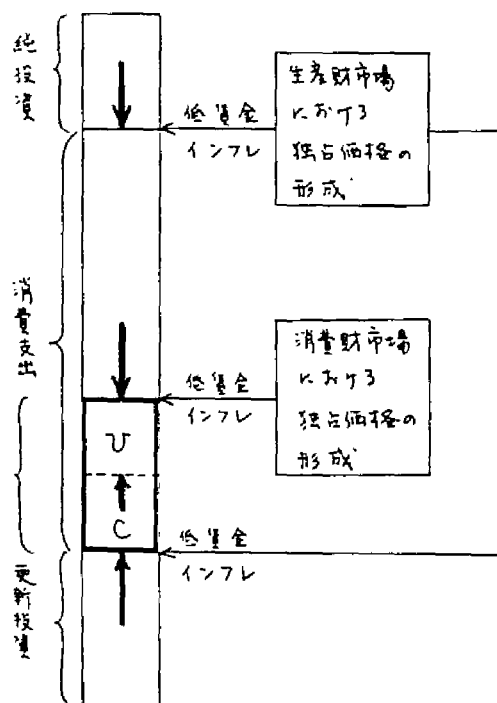 純投資
低賃金
インフレ
生産財市場
における
独占価格の
形成
消費支出
低賃金
インフレ
消費財市場
における
独占価格の
形成
V
C
低賃金
インフレ
更新投資